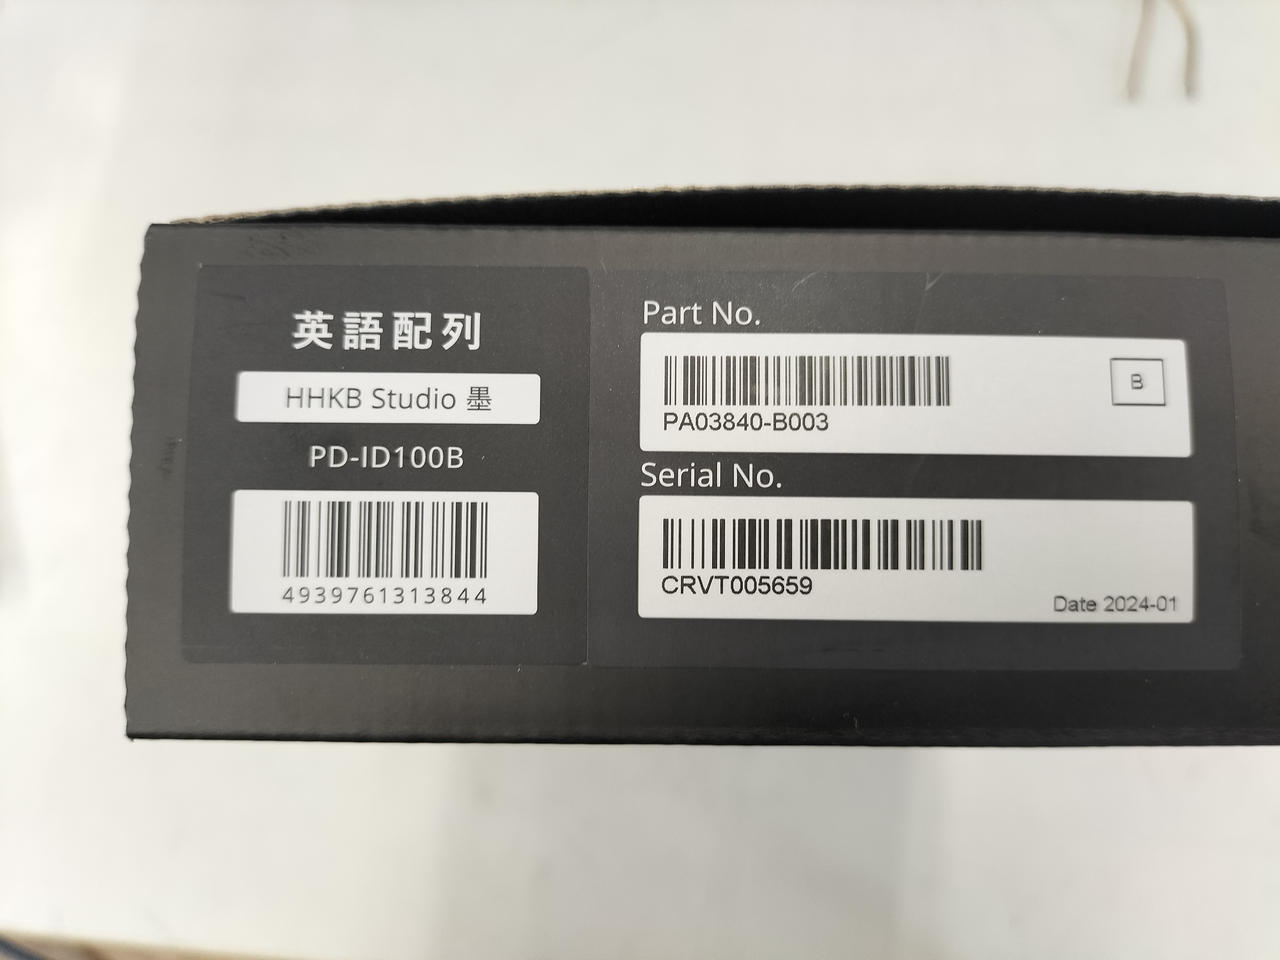 英語配列
HHKB Studio 墨
PD-ID100B
4939761313844
Part No.
PA03840-B003
B
Serial No.
CRVT005659
Date 2024-01